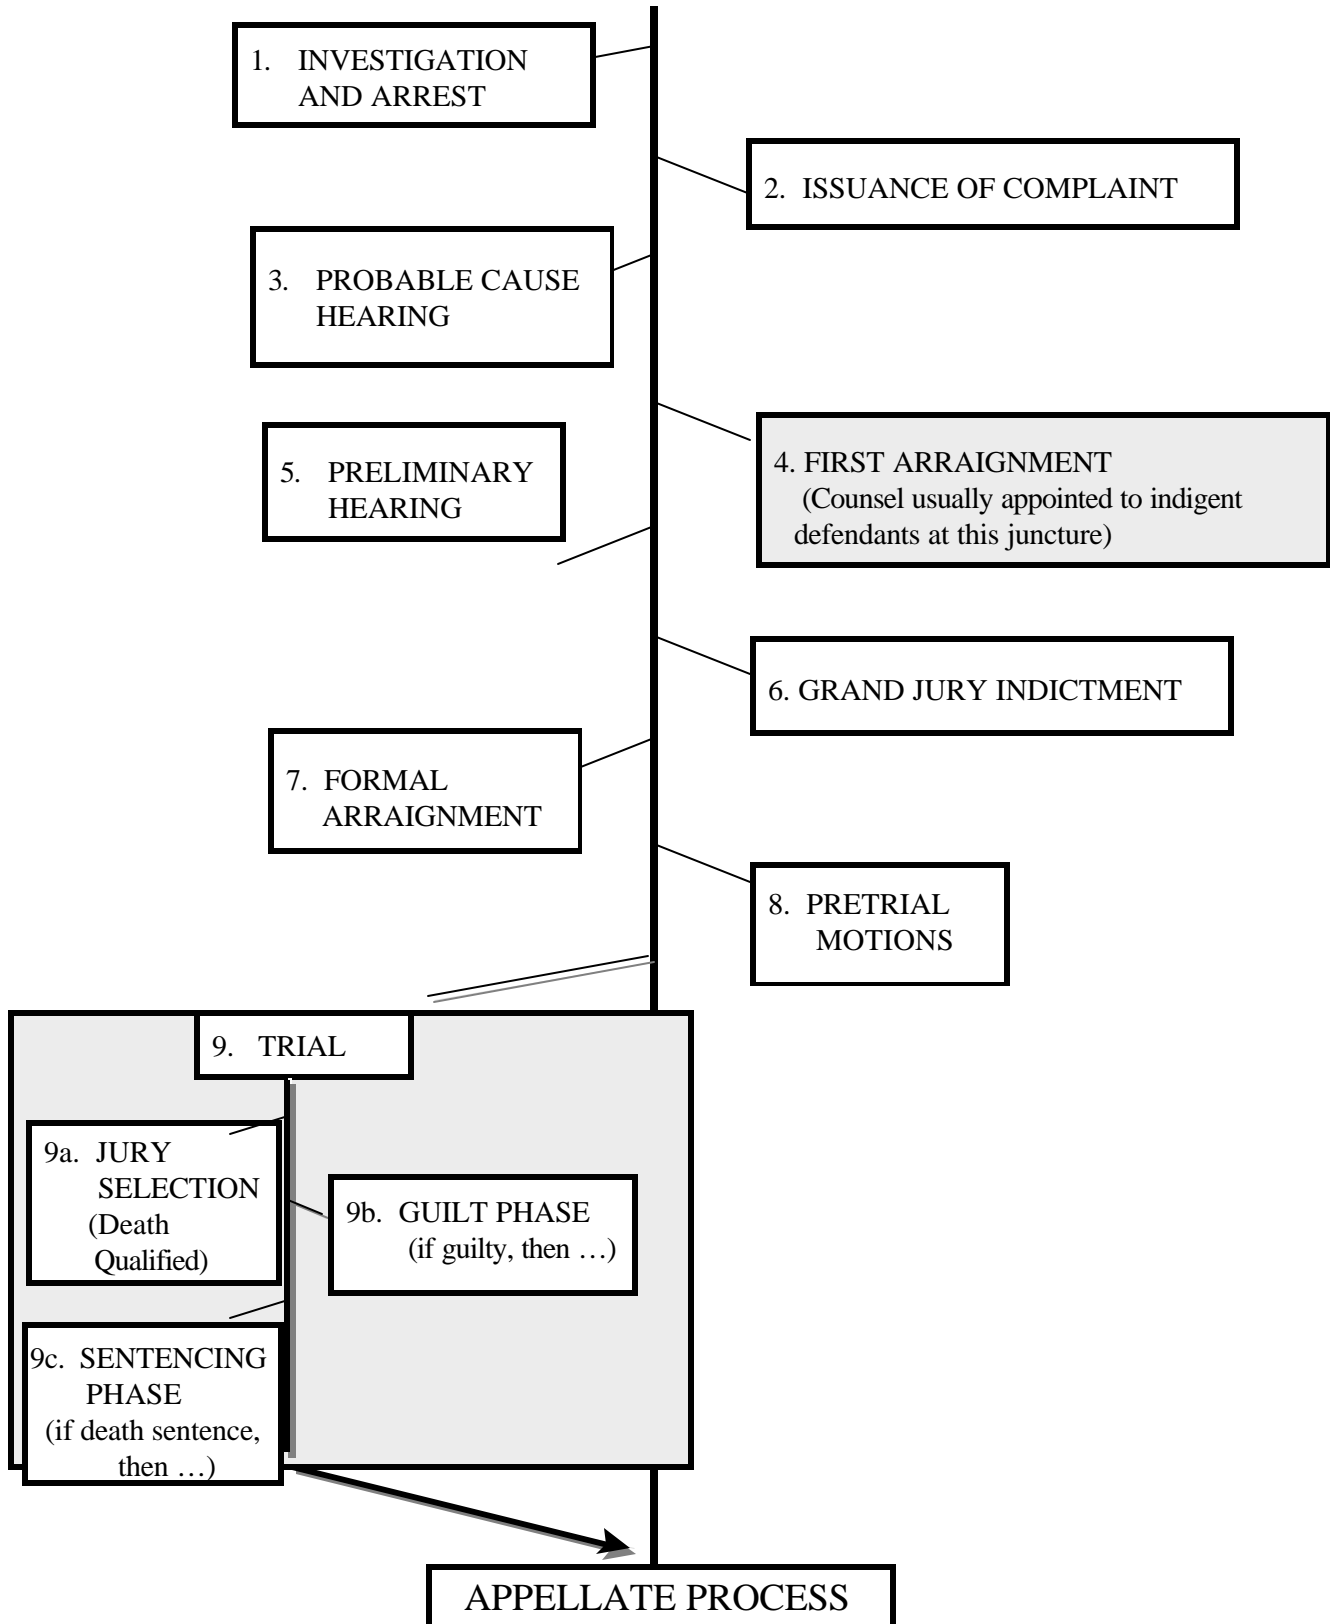 1. INVESTIGATION
AND ARREST
2. ISSUANCE OF COMPLAINT
3. PROBABLE CAUSE
HEARING
4. FIRST ARRAIGNMENT
(Counsel usually appointed to indigent
defendants at this juncture)
5. PRELIMINARY
HEARING
6. GRAND JURY INDICTMENT
7. FORMAL
ARRAIGNMENT
8. PRETRIAL
MOTIONS
9. TRIAL
9a. JURY
SELECTION
(Death
Qualified)
9b. GUILT PHASE
(if guilty, then …)
9c. SENTENCING
PHASE
(if death sentence,
then …)
APPELLATE PROCESS